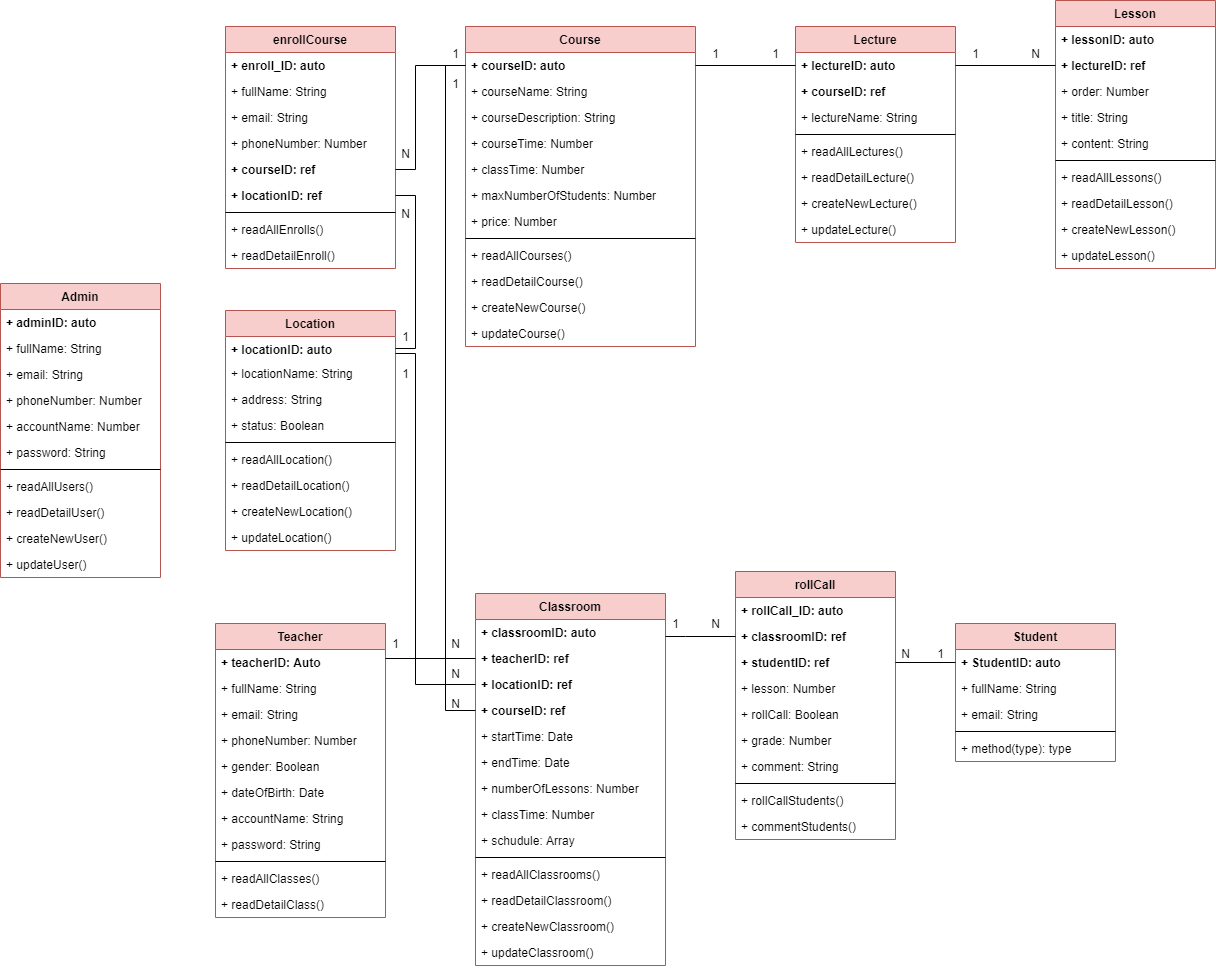 enrollCourse
+ enroll_ID: auto
+ fullName: String
+ email: String
+ phoneNumber: Number
+ courseID: ref
+ locationID: ref
+ readAllEnrolls()
+ readDetailEnroll()
N
N
1
1
Course
+ courseID: auto
+ courseName: String
+ courseDescription: String
+ courseTime: Number
+ classTime: Number
+ maxNumberOfStudents: Number
+ price: Number
+ readAllCourses()
+ readDetailCourse()
+ createNewCourse()
+ updateCourse()
1
1
Lecture
+ lectureID: auto
+ courseID: ref
+ lectureName: String
+ readAllLectures()
+ readDetailLecture()
+ createNewLecture()
+ updateLecture()
1
N
Lesson
+ lessonID: auto
+ lectureID: ref
+ order: Number
+ title: String
+ content: String
+ readAllLessons()
+ readDetailLesson()
+ createNewLesson()
+ updateLesson()
Admin
+ adminID: auto
+ fullName: String
+ email: String
+ phoneNumber: Number
+ accountName: Number
+ password: String
+ readAllUsers()
+ readDetailUser()
+ createNewUser()
+ updateUser()
Location
+ locationID: auto
+ locationName: String
+ address: String
+ status: Boolean
+ readAllLocation()
+ readDetailLocation()
+ createNewLocation()
+ updateLocation()
1
1
Teacher
+ teacherID: Auto
+ fullName: String
+ email: String
+ phoneNumber: Number
+ gender: Boolean
+ dateOfBirth: Date
+ accountName: String
+ password: String
+ readAllClasses()
+ readDetailClass()
1
N
N
N
Classroom
+ classroomID: auto
+ teacherID: ref
+ locationID: ref
+ courseID: ref
+ startTime: Date
+ endTime: Date
+ numberOfLessons: Number
+ classTime: Number
+ schudule: Array
+ readAllClassrooms()
+ readDetailClassroom()
+ createNewClassroom()
+ updateClassroom()
1
N
rollCall
+ rollCall_ID: auto
+ classroomID: ref
+ studentID: ref
+ lesson: Number
+ rollCall: Boolean
+ grade: Number
+ comment: String
+ rollCallStudents()
+ commentStudents()
N
1
Student
+ StudentID: auto
+ fullName: String
+ email: String
+ method(type): type